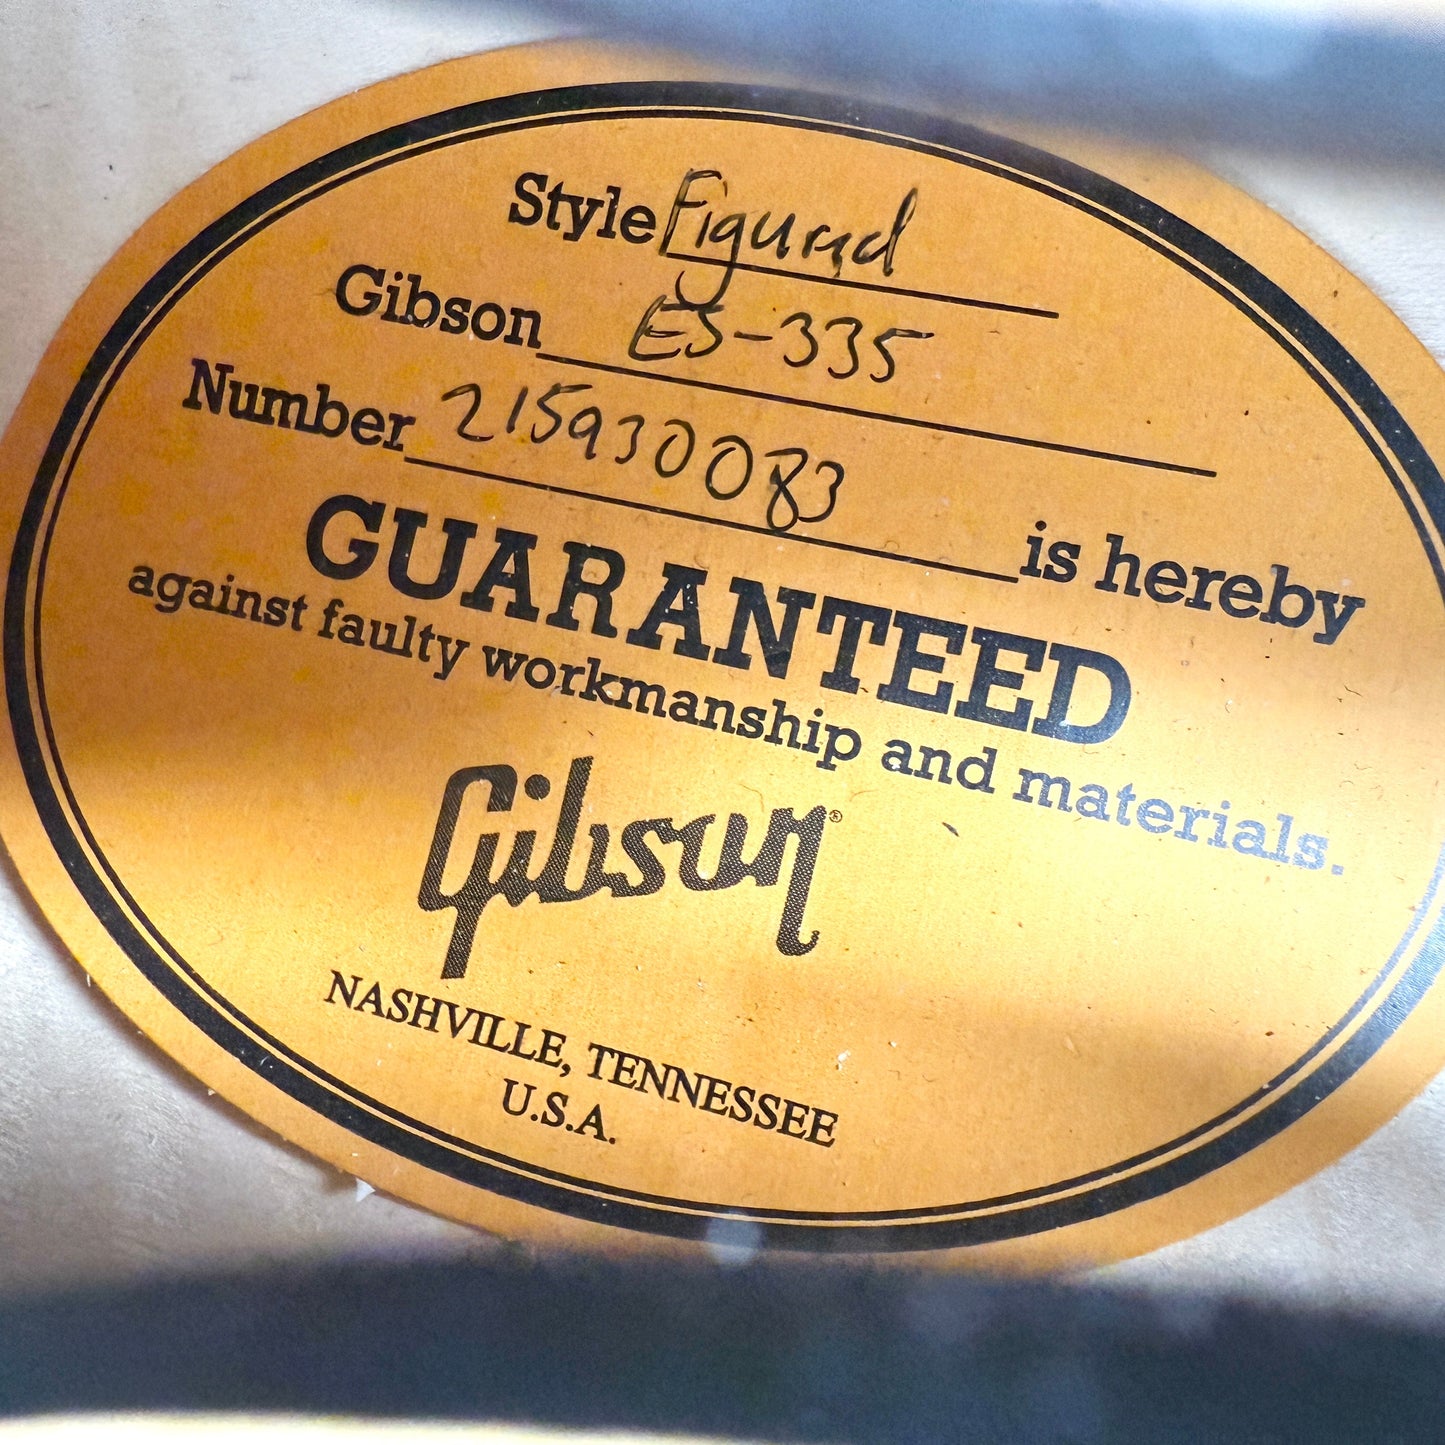 Style Figured
Gibson ES-335
Number 215930083 is hereby
GUARANTEED
against faulty workmanship and materials.
Gibson®
NASHVILLE, TENNESSEE
U.S.A.